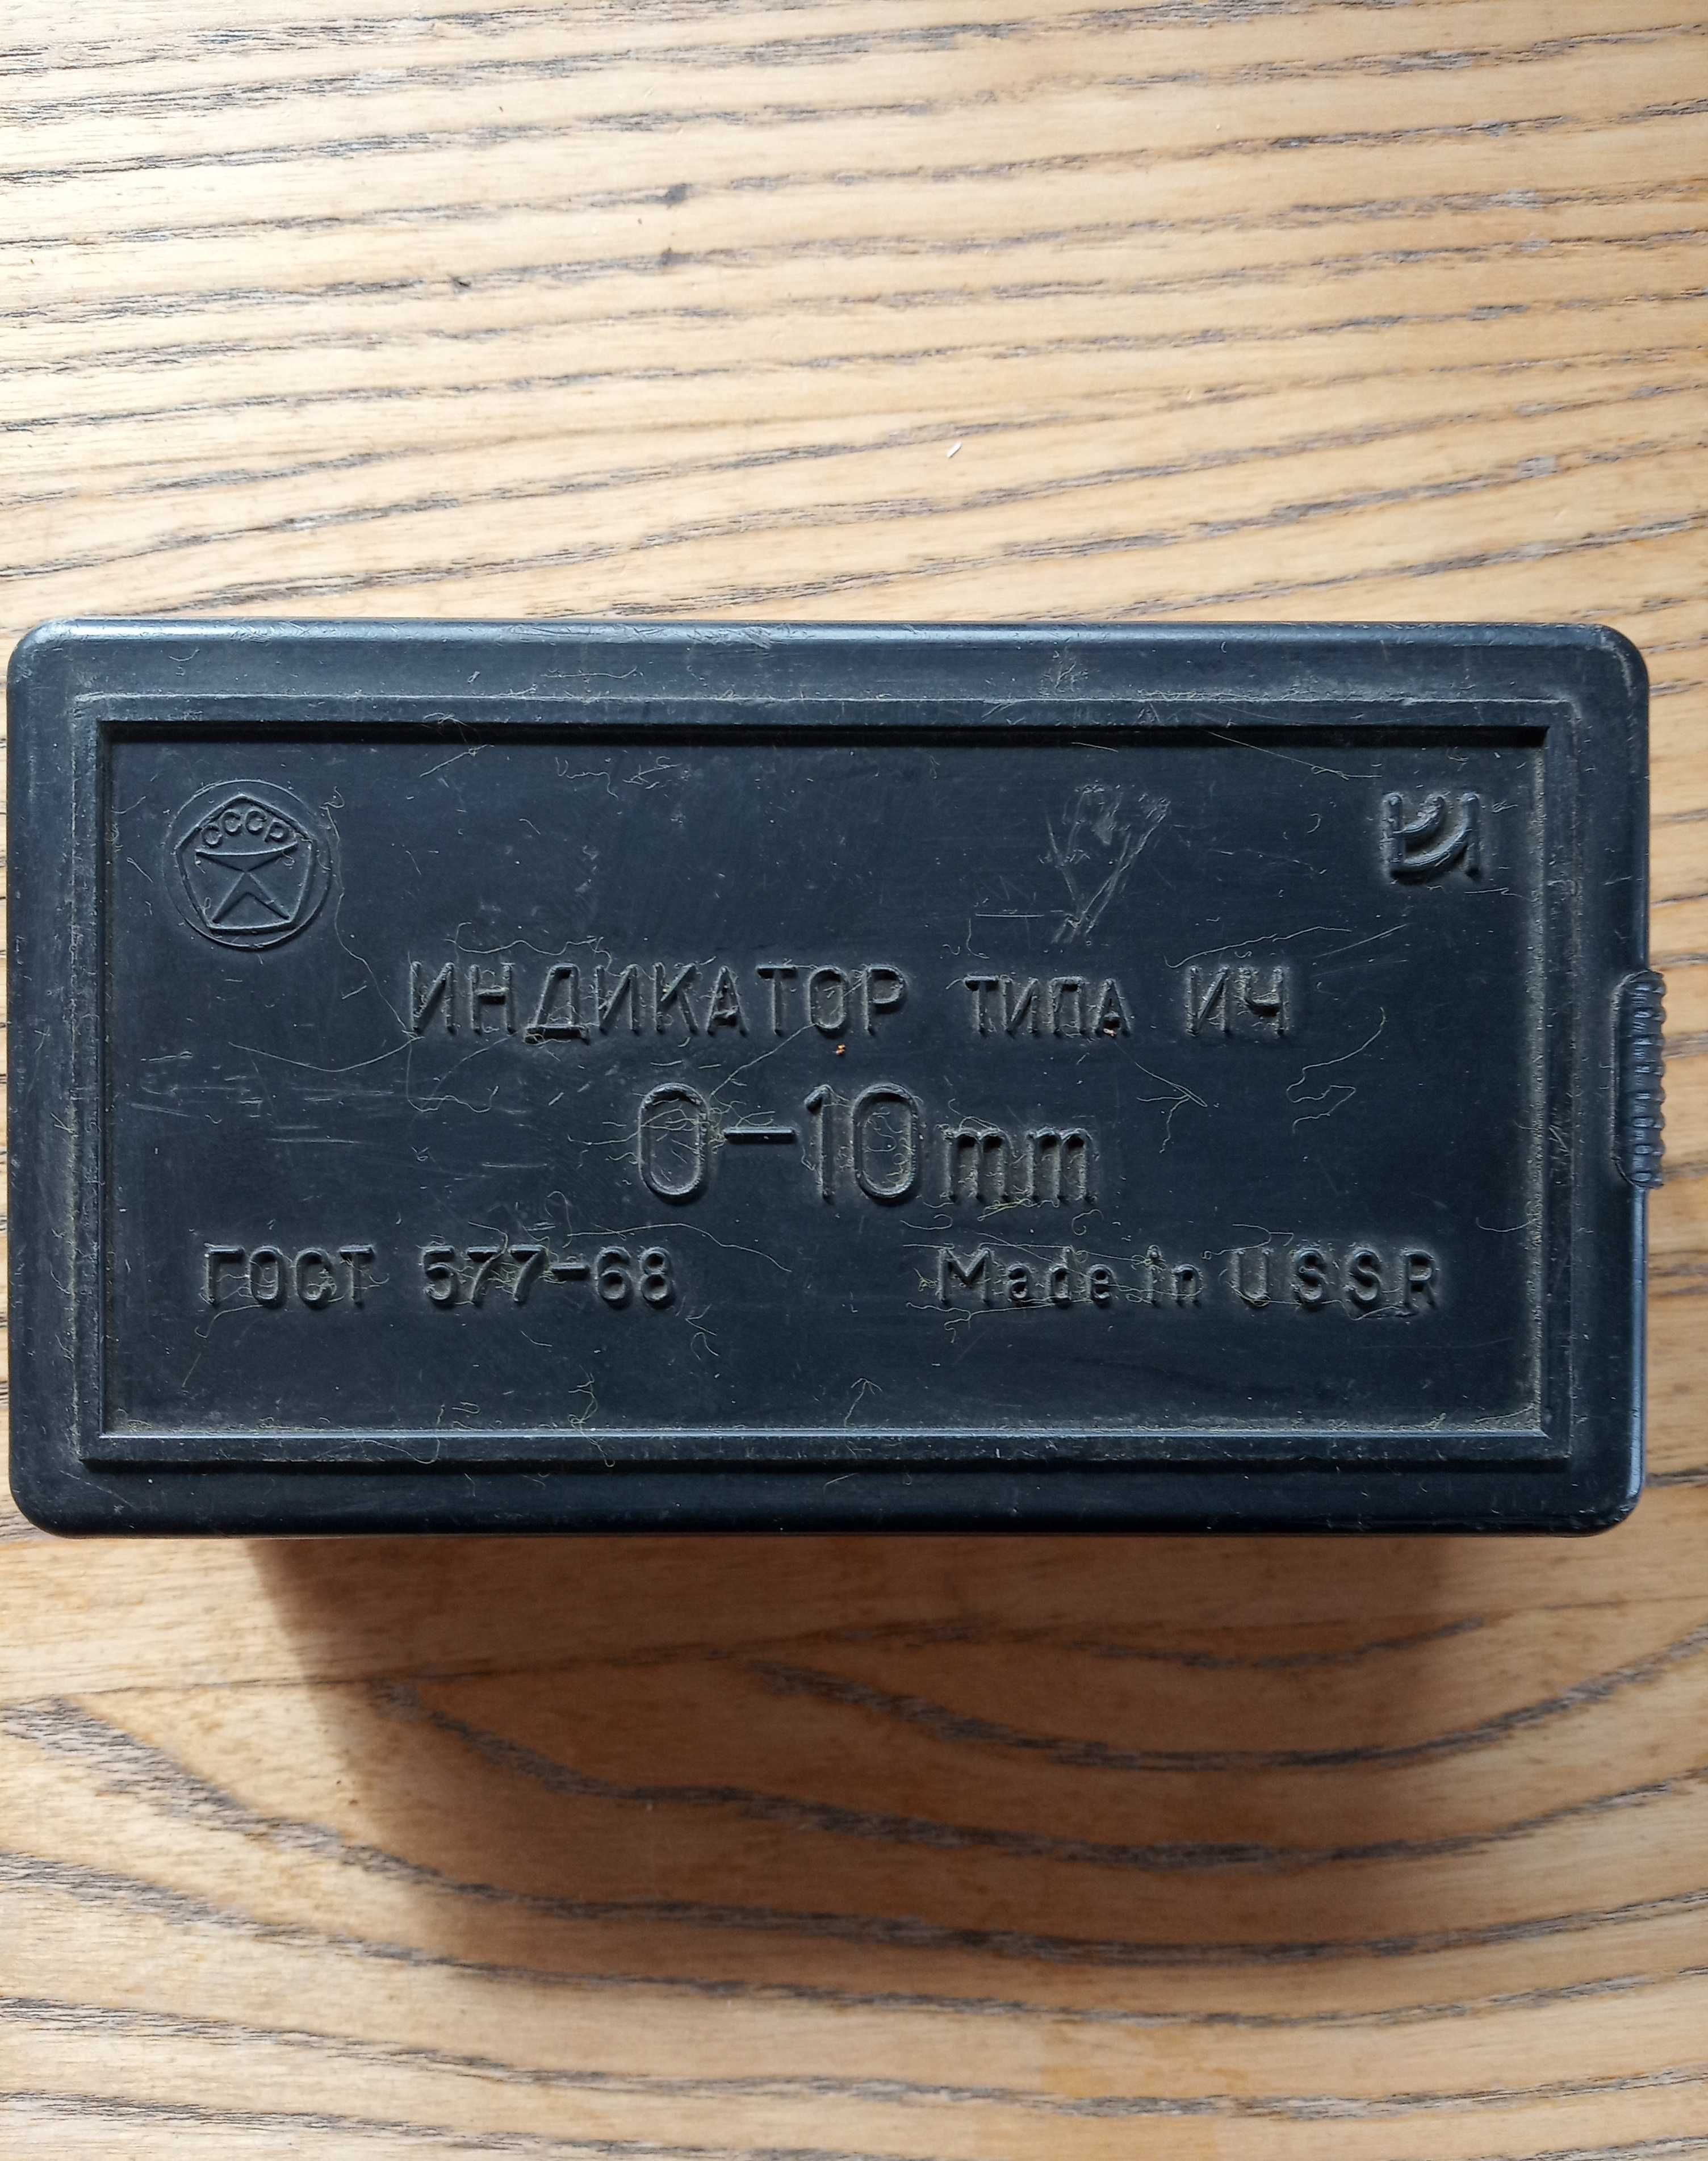 СССР
ИНДИКАТОР ТИПА ИЧ
0-10mm
ГОСТ 577-68
Made in USSR